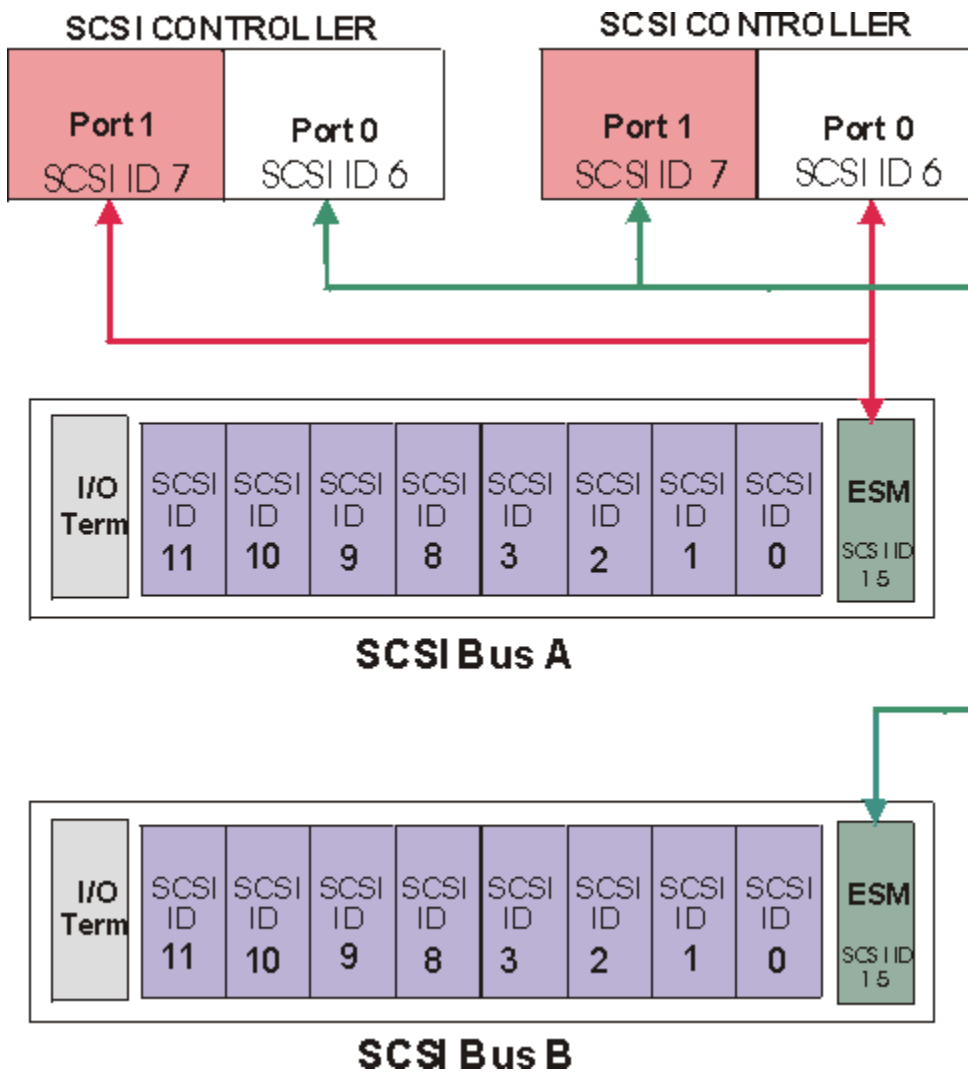 SCSI CONTROLLER
SCSI CONTROLLER
Port 1
SCSI ID 7
Port 0
SCSI ID 6
Port 1
SCSI ID 7
Port 0
SCSI ID 6
I/O
Term
SCSI
ID
11
SCSI
ID
10
SCSI
ID
9
SCSI
ID
8
SCSI
ID
3
SCSI
ID
2
SCSI
ID
1
SCSI
ID
0
ESM
SCSI ID
15
SCSI Bus A
I/O
Term
SCSI
ID
11
SCSI
ID
10
SCSI
ID
9
SCSI
ID
8
SCSI
ID
3
SCSI
ID
2
SCSI
ID
1
SCSI
ID
0
ESM
SCSI ID
15
SCSI Bus B